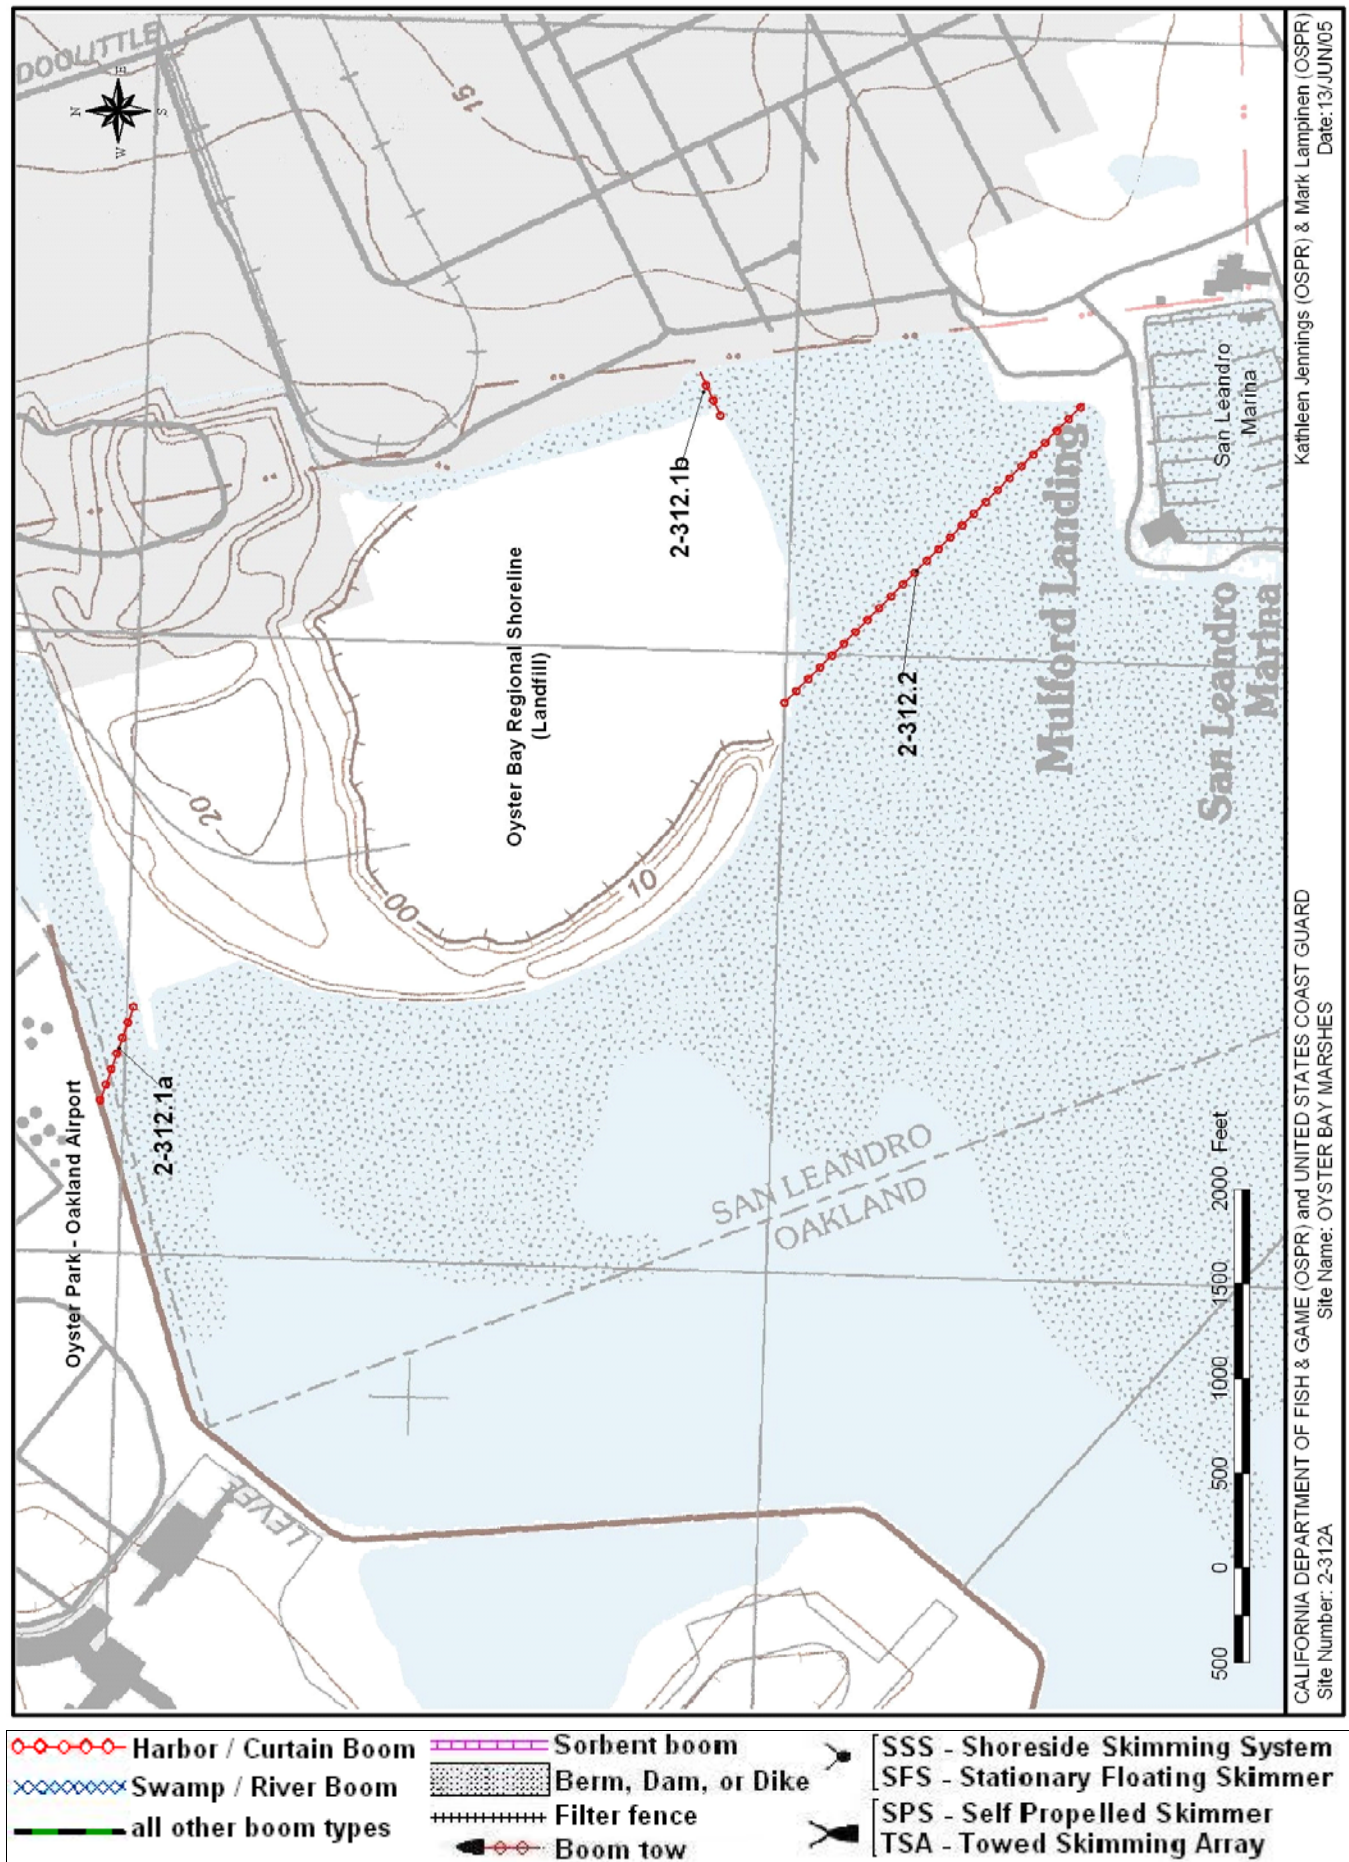 DOOLITTLE
N
E
S
W
15
20
00
10
Oyster Bay Regional Shoreline
(Landfill)
2-312.1b
2-312.2
2-312.1a
Oyster Park - Oakland Airport
Mulford Landing
San Leandro
Marina
San Leandro
Marina
SAN LEANDRO
OAKLAND
LEVEE
500 0 500 1000 1500 2000 Feet
CALIFORNIA DEPARTMENT OF FISH & GAME (OSPR) and UNITED STATES COAST GUARD
Kathleen Jennings (OSPR) & Mark Lampinen (OSPR)
Site Number: 2-312A
Site Name: OYSTER BAY MARSHES
Date:13/JUN/05
Harbor / Curtain Boom
Swamp / River Boom
all other boom types
Sorbent boom
Berm, Dam, or Dike
Filter fence
Boom tow
SSS - Shoreside Skimming System
SFS - Stationary Floating Skimmer
SPS - Self Propelled Skimmer
TSA - Towed Skimming Array